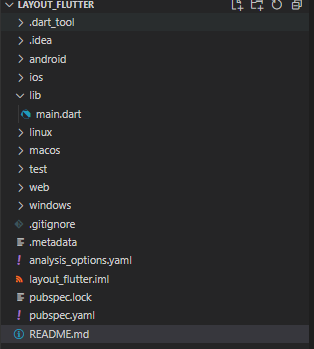 LAYOUT_FLUTTER
.dart_tool
.idea
android
ios
lib
main.dart
linux
macos
test
web
windows
.gitignore
.metadata
analysis_options.yaml
layout_flutter.iml
pubspec.lock
pubspec.yaml
README.md